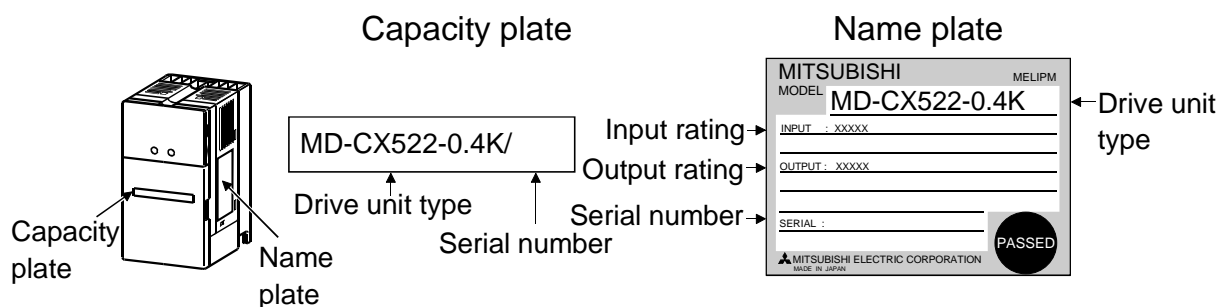 Capacity plate
Name plate
Capacity
plate
Name
plate
MD-CX522-0.4K/
Drive unit type
Serial number
Input rating
Output rating
Serial number
MITSUBISHI
MELIPM
MODEL
MD-CX522-0.4K
INPUT : XXXXX
OUTPUT : XXXXX
SERIAL :
PASSED
MITSUBISHI ELECTRIC CORPORATION
MADE IN JAPAN
Drive unit
type